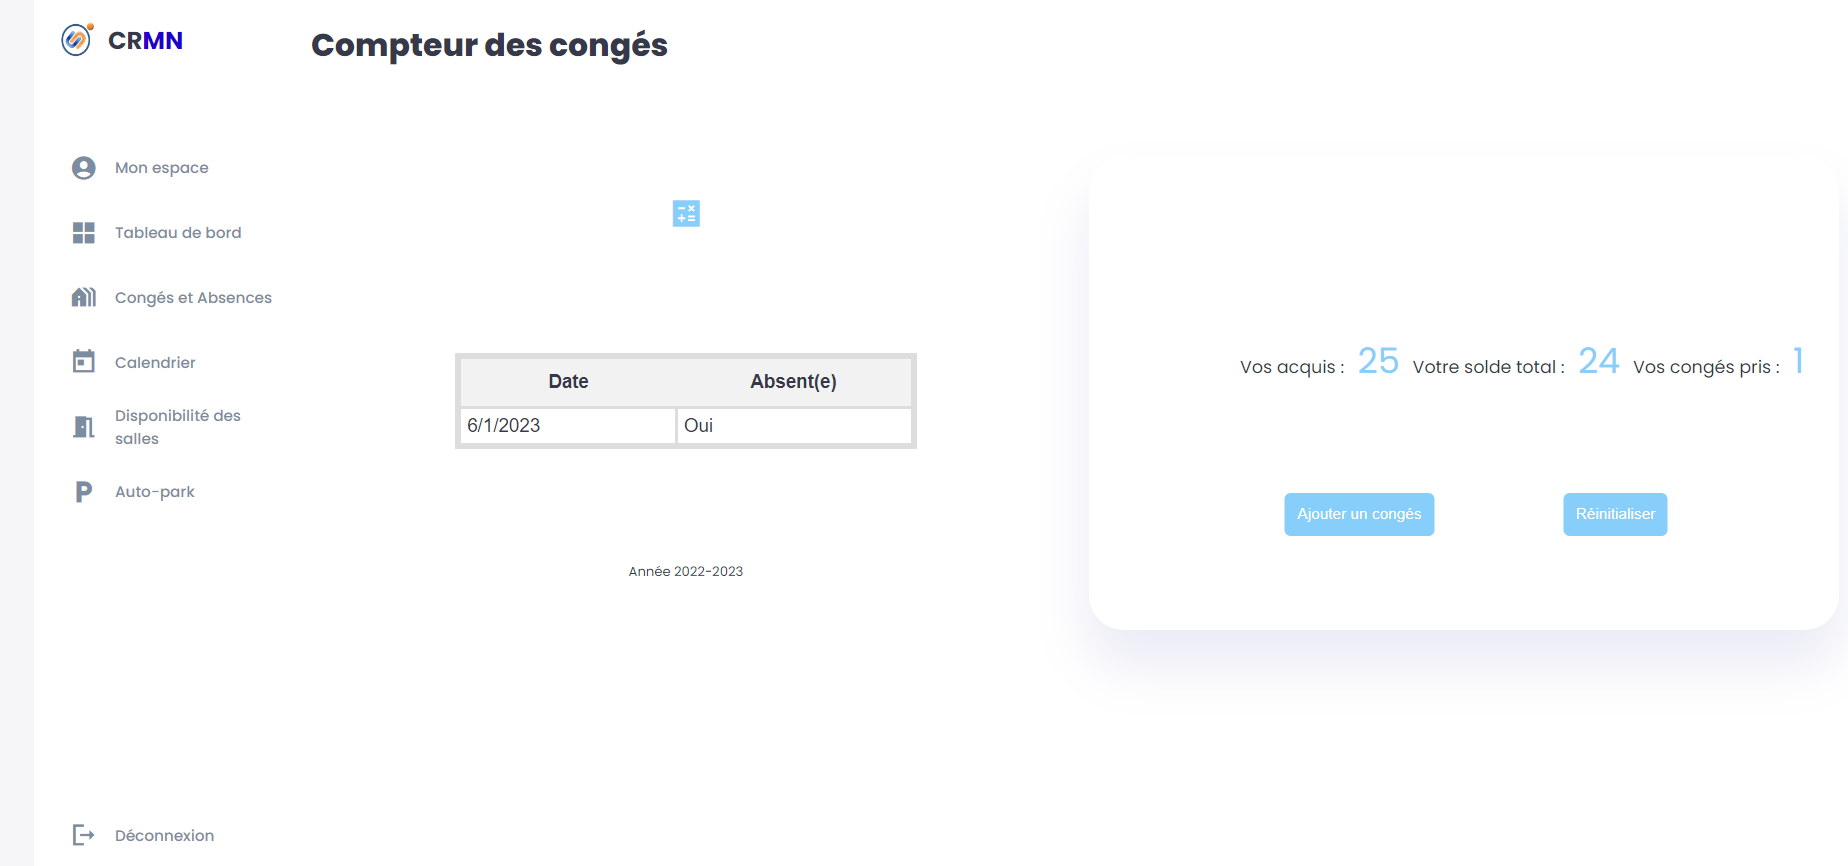 CRMN
Compteur des congés
Mon espace
Tableau de bord
Congés et Absences
Calendrier
Disponibilité des
salles
Auto-park
Déconnexion
Date Absent(e)
6/1/2023 Oui
Année 2022-2023
Vos acquis : 25 Votre solde total : 24 Vos congés pris : 1
Ajouter un congés Réinitialiser